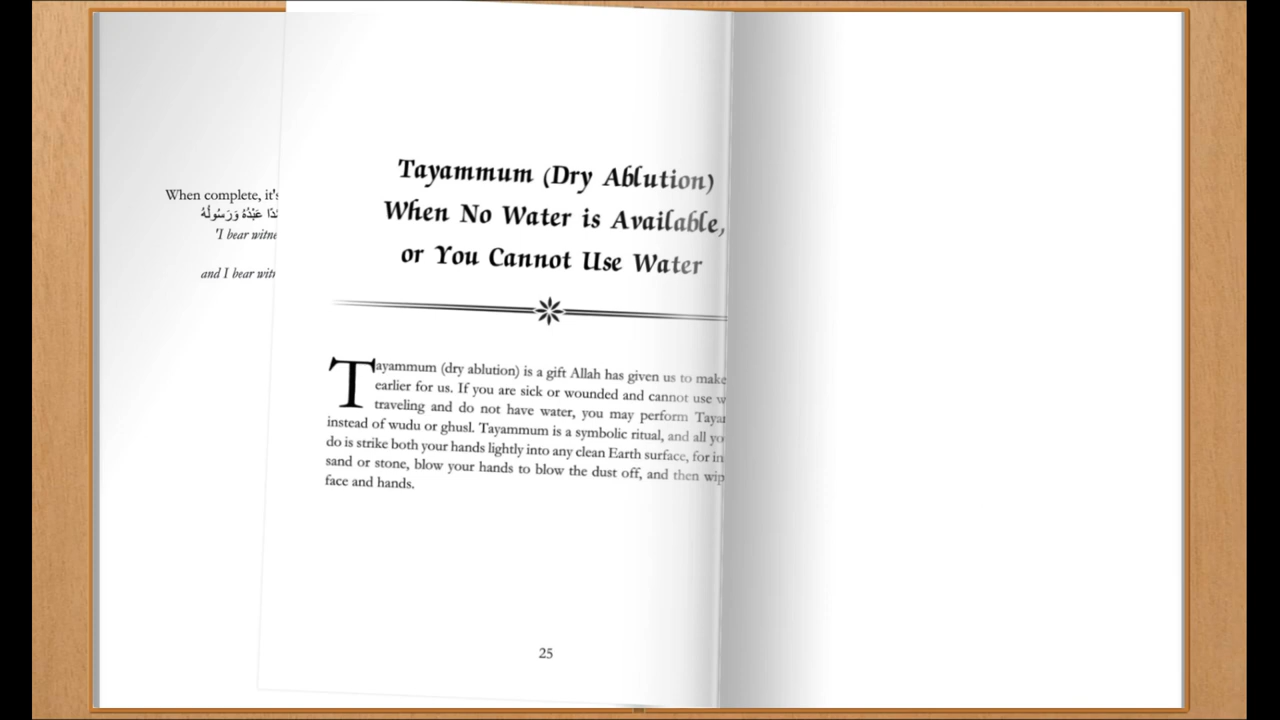 When complete, it's
عَبْدُهُ وَرَسُولُهُ
'I bear
and I bear
Tayammum (Dry Ablution)
When No Water is Available,
or You Cannot Use Water
Tayammum (dry ablution) is a gift Allah has given us to make
earlier for us. If you are sick or wounded and cannot use
traveling and do not have water, you may perform
instead of wudu or ghusl. Tayammum is a symbolic ritual, and all
do is strike both your hands lightly into any clean Earth surface, for
sand or stone, blow your hands to blow the dust off, and then
face and hands.
25